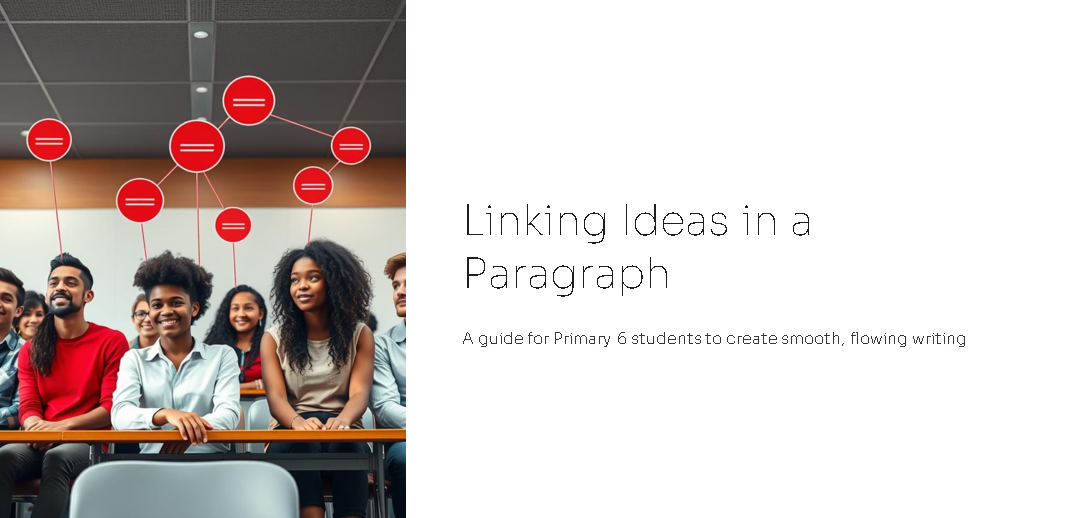 Linking Ideas in a
Paragraph
A guide for Primary 6 students to create smooth, flowing writing